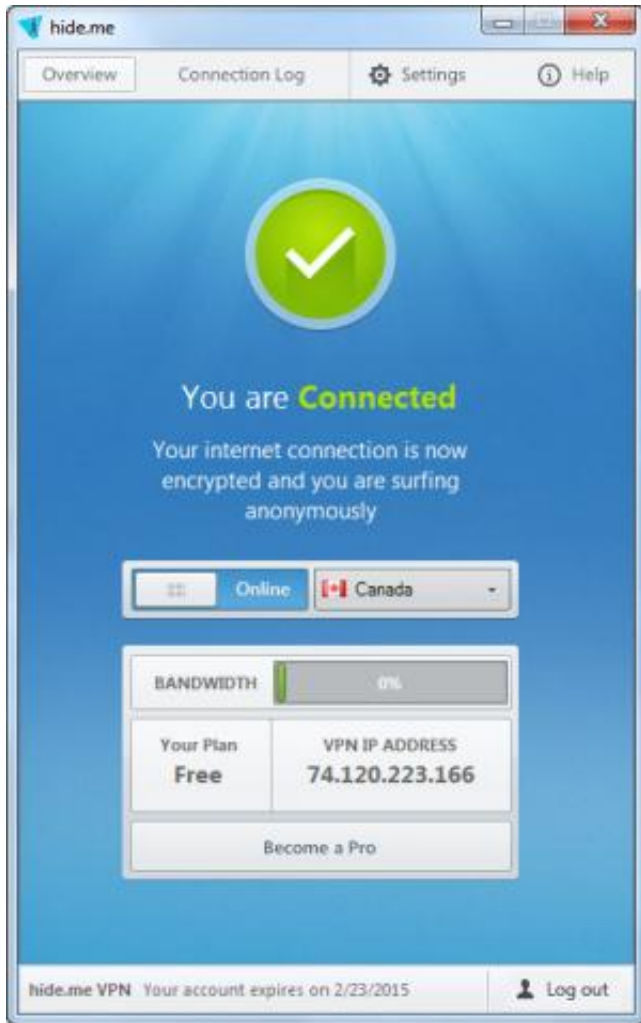 hide.me
Overview Connection Log Settings Help
You are Connected
Your internet connection is now
encrypted and you are surfing
anonymously
Online Canada
BANDWIDTH 0%
Your Plan VPN IP ADDRESS
Free 74.120.223.166
Become a Pro
hide.me VPN Your account expires on 2/23/2015 Log out